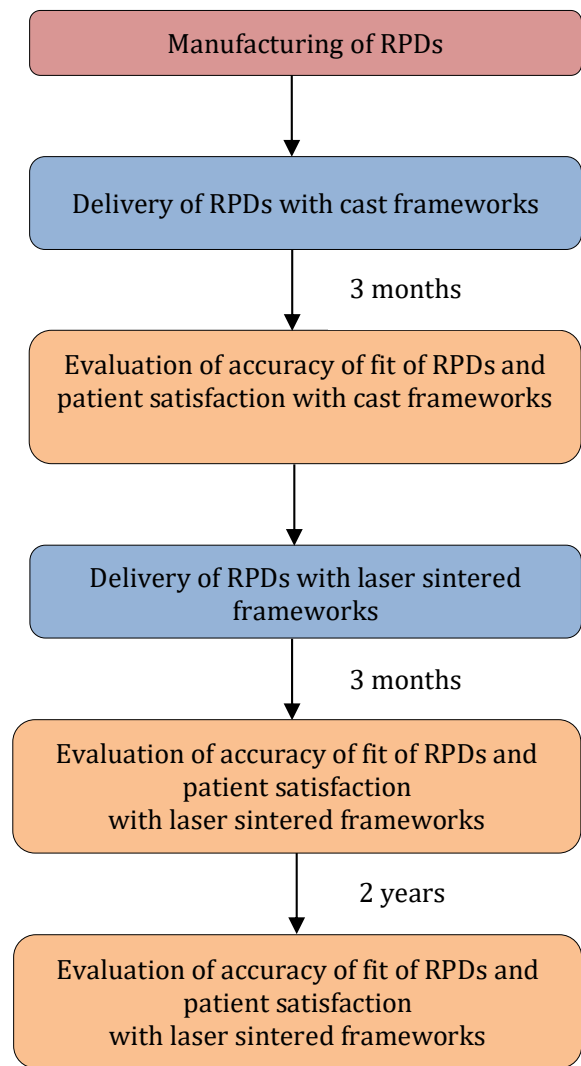 Manufacturing of RPDs
Delivery of RPDs with cast frameworks
3 months
Evaluation of accuracy of fit of RPDs and
patient satisfaction with cast frameworks
Delivery of RPDs with laser sintered
frameworks
3 months
Evaluation of accuracy of fit of RPDs and
patient satisfaction
with laser sintered frameworks
2 years
Evaluation of accuracy of fit of RPDs and
patient satisfaction
with laser sintered frameworks